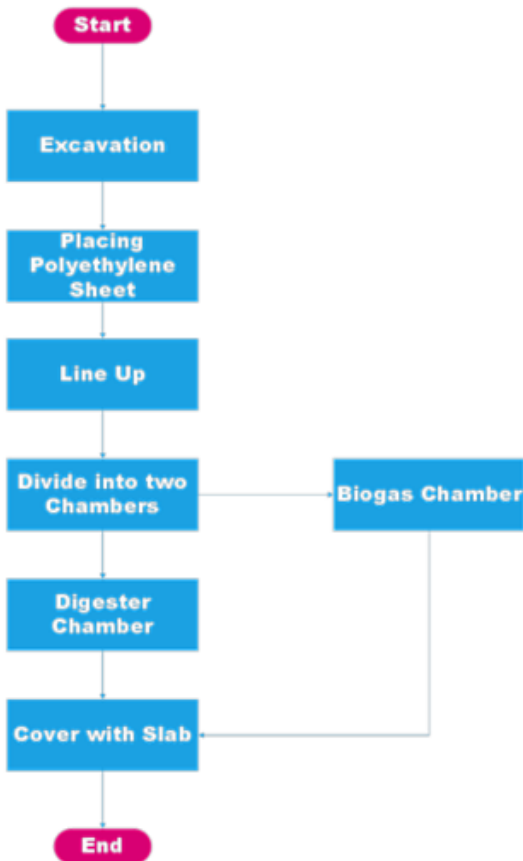 Start
Excavation
Placing
Polyethylene
Sheet
Line Up
Divide into two
Chambers
Biogas Chamber
Digester
Chamber
Cover with Slab
End